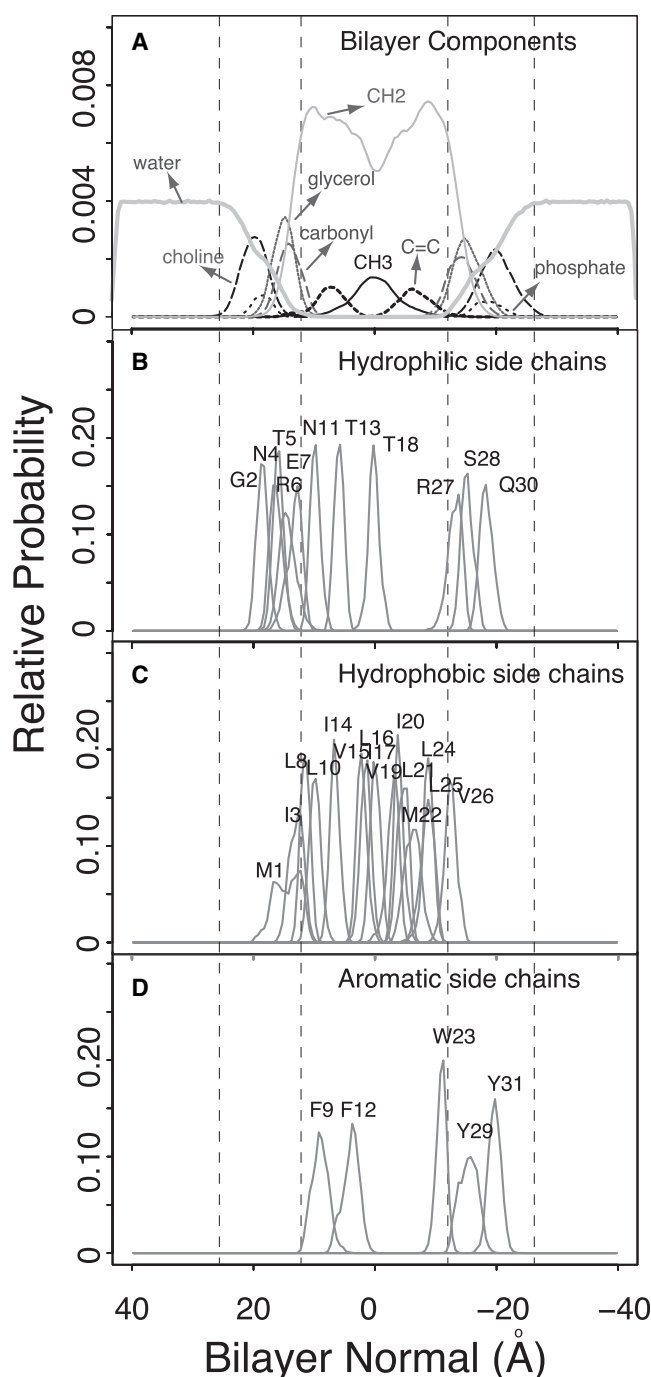 A Bilayer Components
0.008
CH2
water
0.004
glycerol
carbonyl
choline
C=C
CH3
phosphate
0
B Hydrophilic side chains
N11 T13
T5
T18
0.20
N4
E7
S28
G2
R6
R27
Q30
0.10
0
C Hydrophobic side chains
I14
I20
L16
0.20
V15
I17
L24
L8
L10
V19
L21
L25
V26
I3
M22
0.10
M1
0
D Aromatic side chains
W23
0.20
Y31
F9 F12
Y29
0.10
0
Relative Probability
40 20 0 −20 −40
Bilayer Normal (Å)